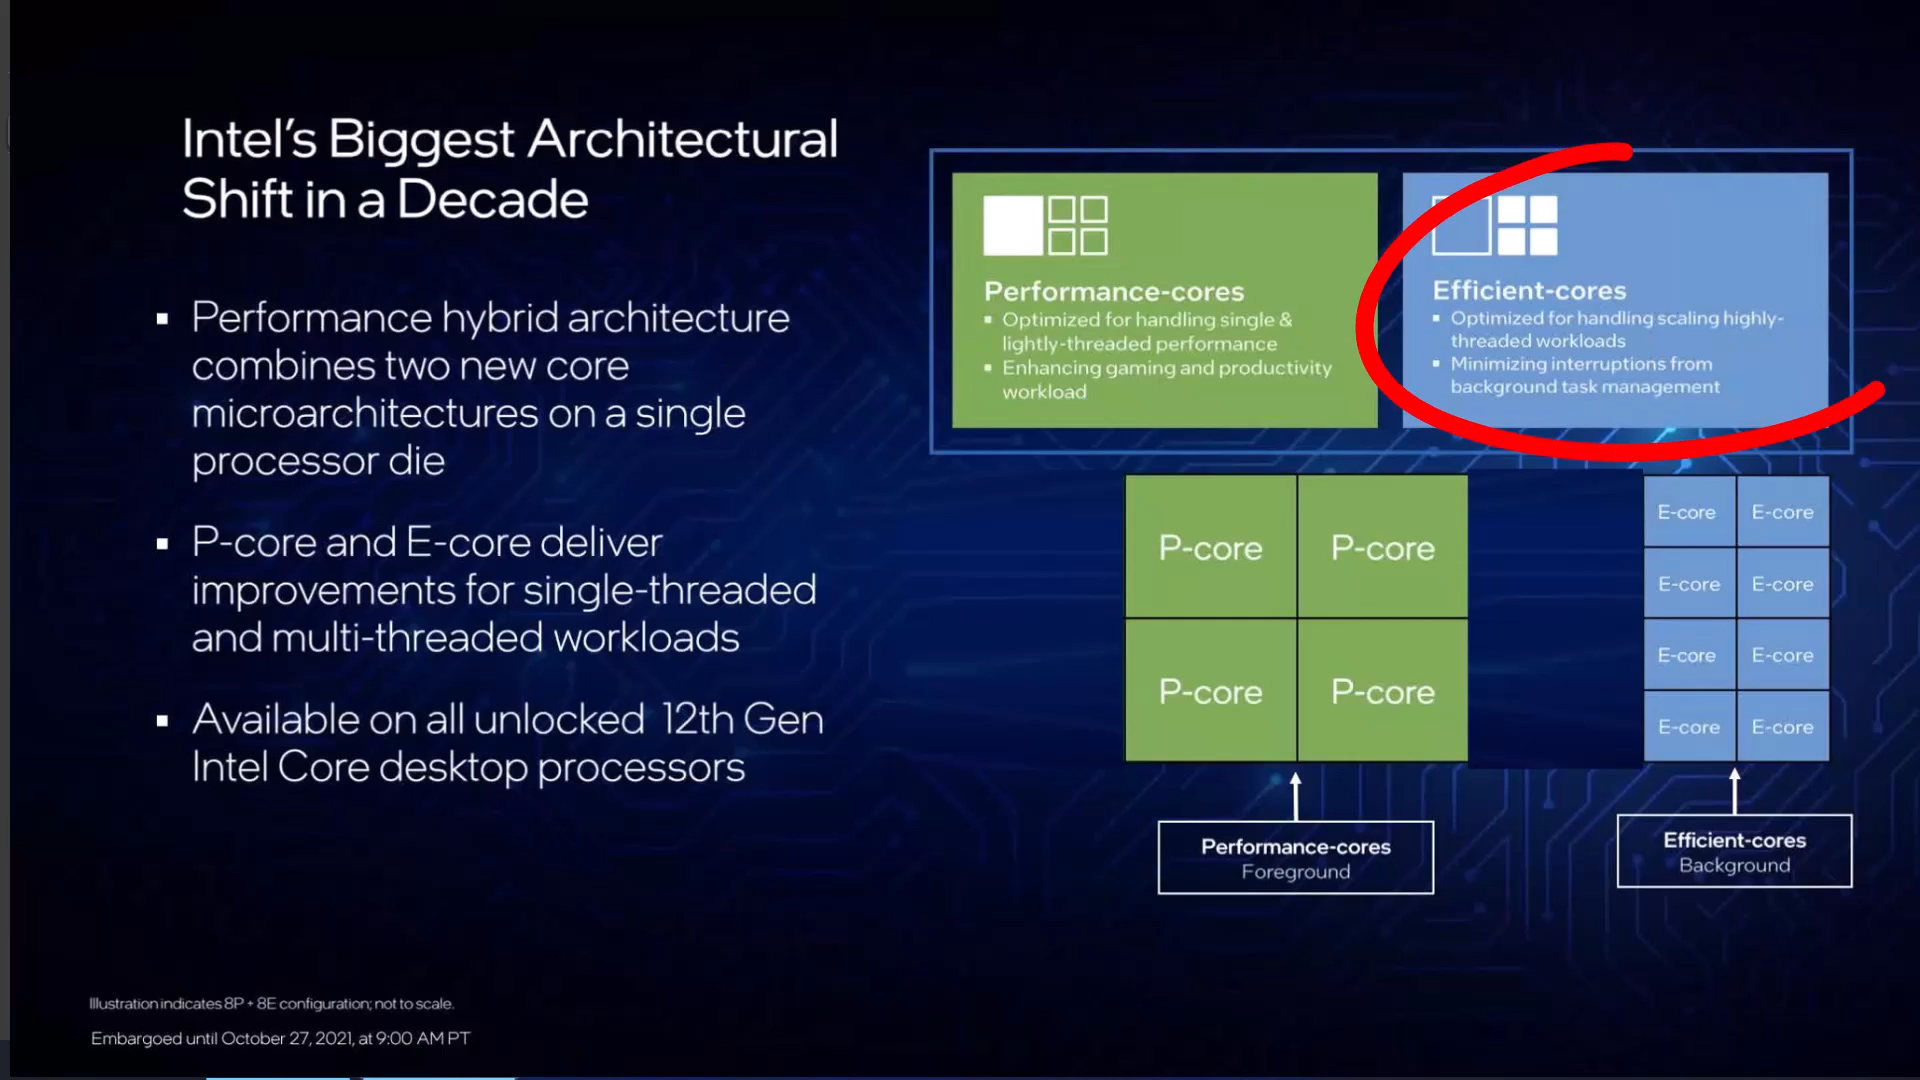 Intel's Biggest Architectural
Shift in a Decade
▪ Performance hybrid architecture
combines two new core
microarchitectures on a single
processor die
▪ P-core and E-core deliver
improvements for single-threaded
and multi-threaded workloads
▪ Available on all unlocked 12th Gen
Intel Core desktop processors
Performance-cores
▪ Optimized for handling single &
lightly-threaded performance
▪ Enhancing gaming and productivity
workload
Efficient-cores
▪ Optimized for handling scaling highly-
threaded workloads
▪ Minimizing interruptions from
background task management
P-core P-core
P-core P-core
E-core E-core
E-core E-core
E-core E-core
E-core E-core
Performance-cores
Foreground
Efficient-cores
Background
Illustration indicates 8P + 8E configuration; not to scale.
Embargoed until October 27, 2021, at 9:00 AM PT